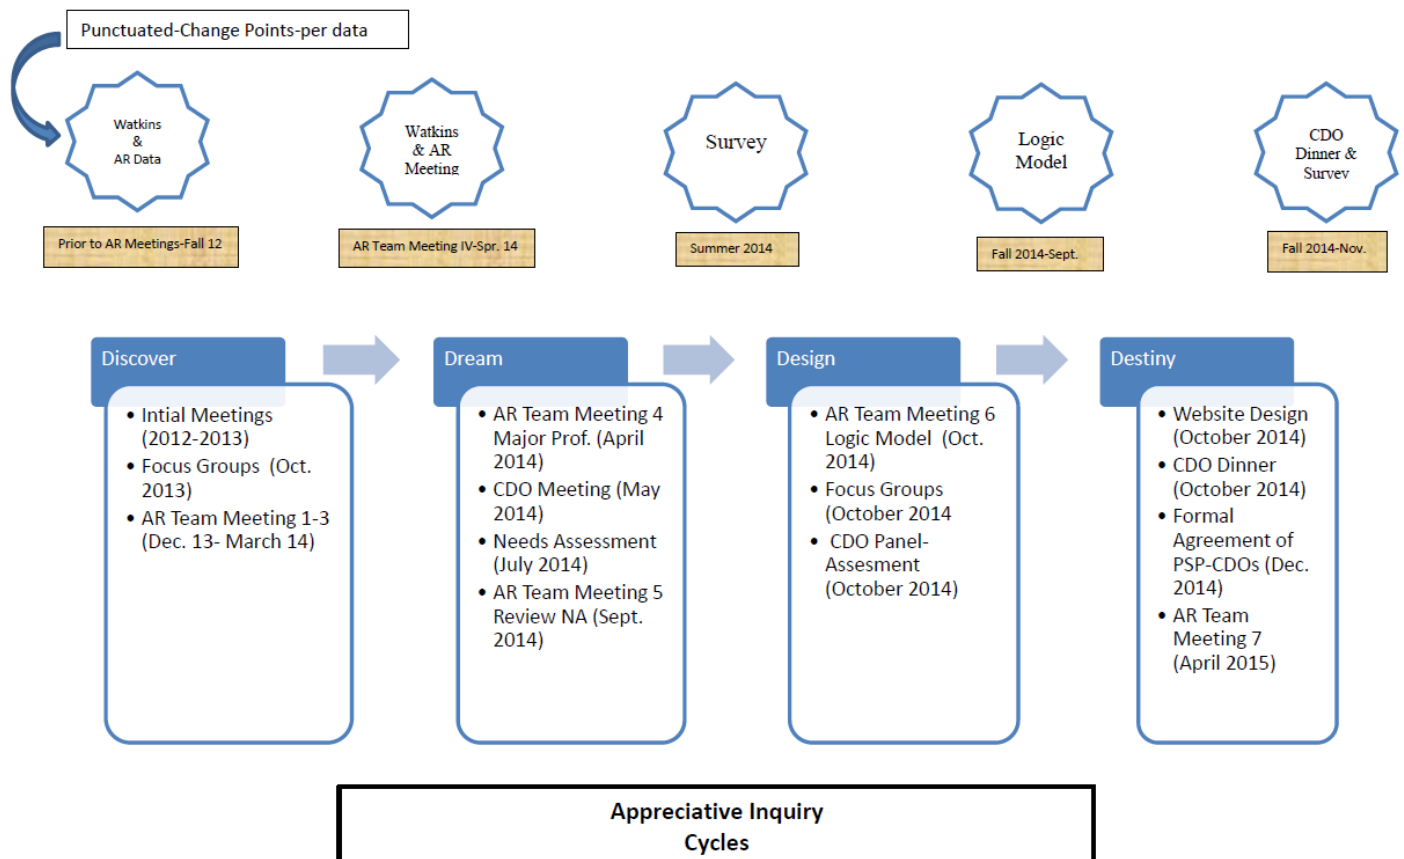 Punctuated-Change Points-per data
Watkins
&
AR Data
Watkins
& AR
Meeting
Survey
Logic
Model
CDO
Dinner &
Survey
Prior to AR Meetings-Fall 12
AR Team Meeting IV-Spr. 14
Summer 2014
Fall 2014-Sept.
Fall 2014-Nov.
Discover
• Intial Meetings
(2012-2013)
• Focus Groups (Oct.
2013)
• AR Team Meeting 1-3
(Dec. 13- March 14)
Dream
• AR Team Meeting 4
Major Prof. (April
2014)
• CDO Meeting (May
2014)
• Needs Assessment
(July 2014)
• AR Team Meeting 5
Review NA (Sept.
2014)
Design
• AR Team Meeting 6
Logic Model (Oct.
2014)
• Focus Groups
(October 2014
• CDO Panel-
Assesment
(October 2014)
Destiny
• Website Design
(October 2014)
• CDO Dinner
(October 2014)
• Formal
Agreement of
PSP-CDOs (Dec.
2014)
• AR Team
Meeting 7
(April 2015)
Appreciative Inquiry
Cycles